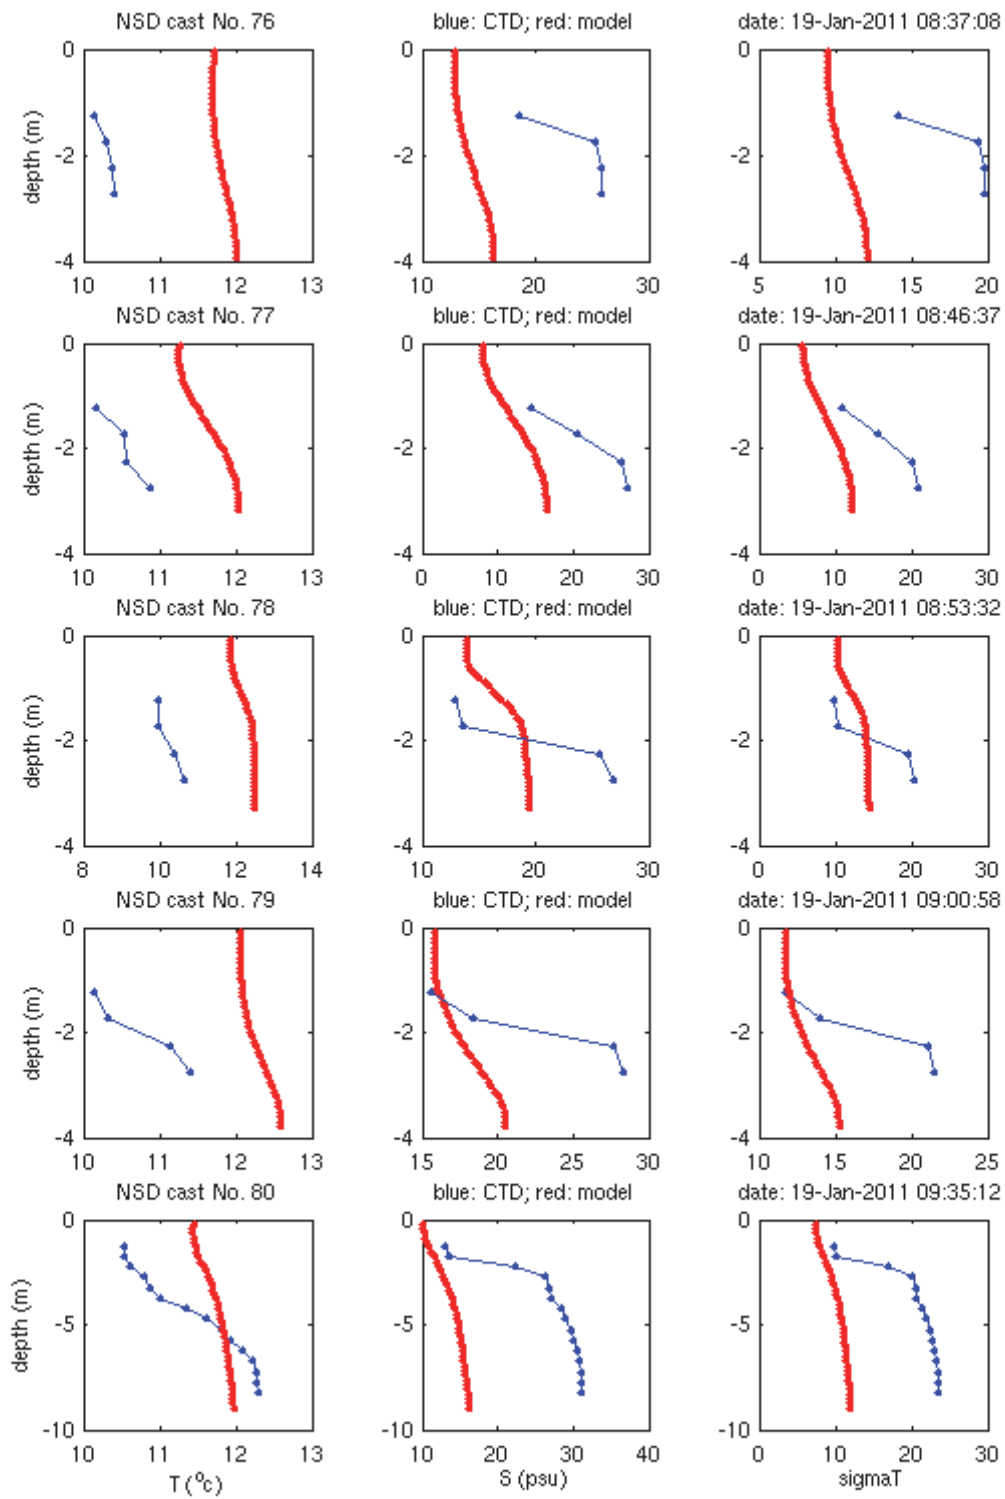 NSD cast No. 76 blue: CTD; red: model date: 19-Jan-2011 08:37:08
0 0 0
depth (m)
-2 -2 -2
-4 -4 -4
10 11 12 13 10 20 30 5 10 15 20
NSD cast No. 77 blue: CTD; red: model date: 19-Jan-2011 08:46:37
0 0 0
depth (m)
-2 -2 -2
-4 -4 -4
10 11 12 13 0 10 20 30 0 10 20 30
NSD cast No. 78 blue: CTD; red: model date: 19-Jan-2011 08:53:32
0 0 0
depth (m)
-2 -2 -2
-4 -4 -4
8 10 12 14 10 20 30 0 10 20 30
NSD cast No. 79 blue: CTD; red: model date: 19-Jan-2011 09:00:58
0 0 0
depth (m)
-2 -2 -2
-4 -4 -4
10 11 12 13 15 20 25 30 10 15 20 25
NSD cast No. 80 blue: CTD; red: model date: 19-Jan-2011 09:35:12
0 0 0
depth (m)
-5 -5 -5
-10 -10 -10
10 11 12 13 10 20 30 40 0 10 20 30
T (°c) S (psu) sigmaT